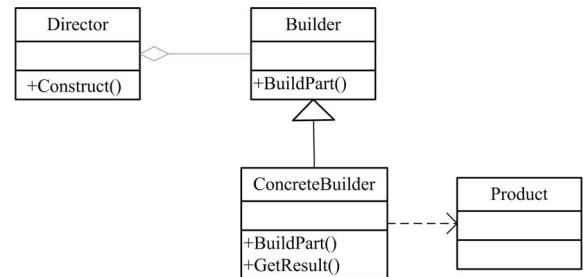 Director
+Construct()
Builder
+BuildPart()
ConcreteBuilder
+BuildPart()
+GetResult()
Product